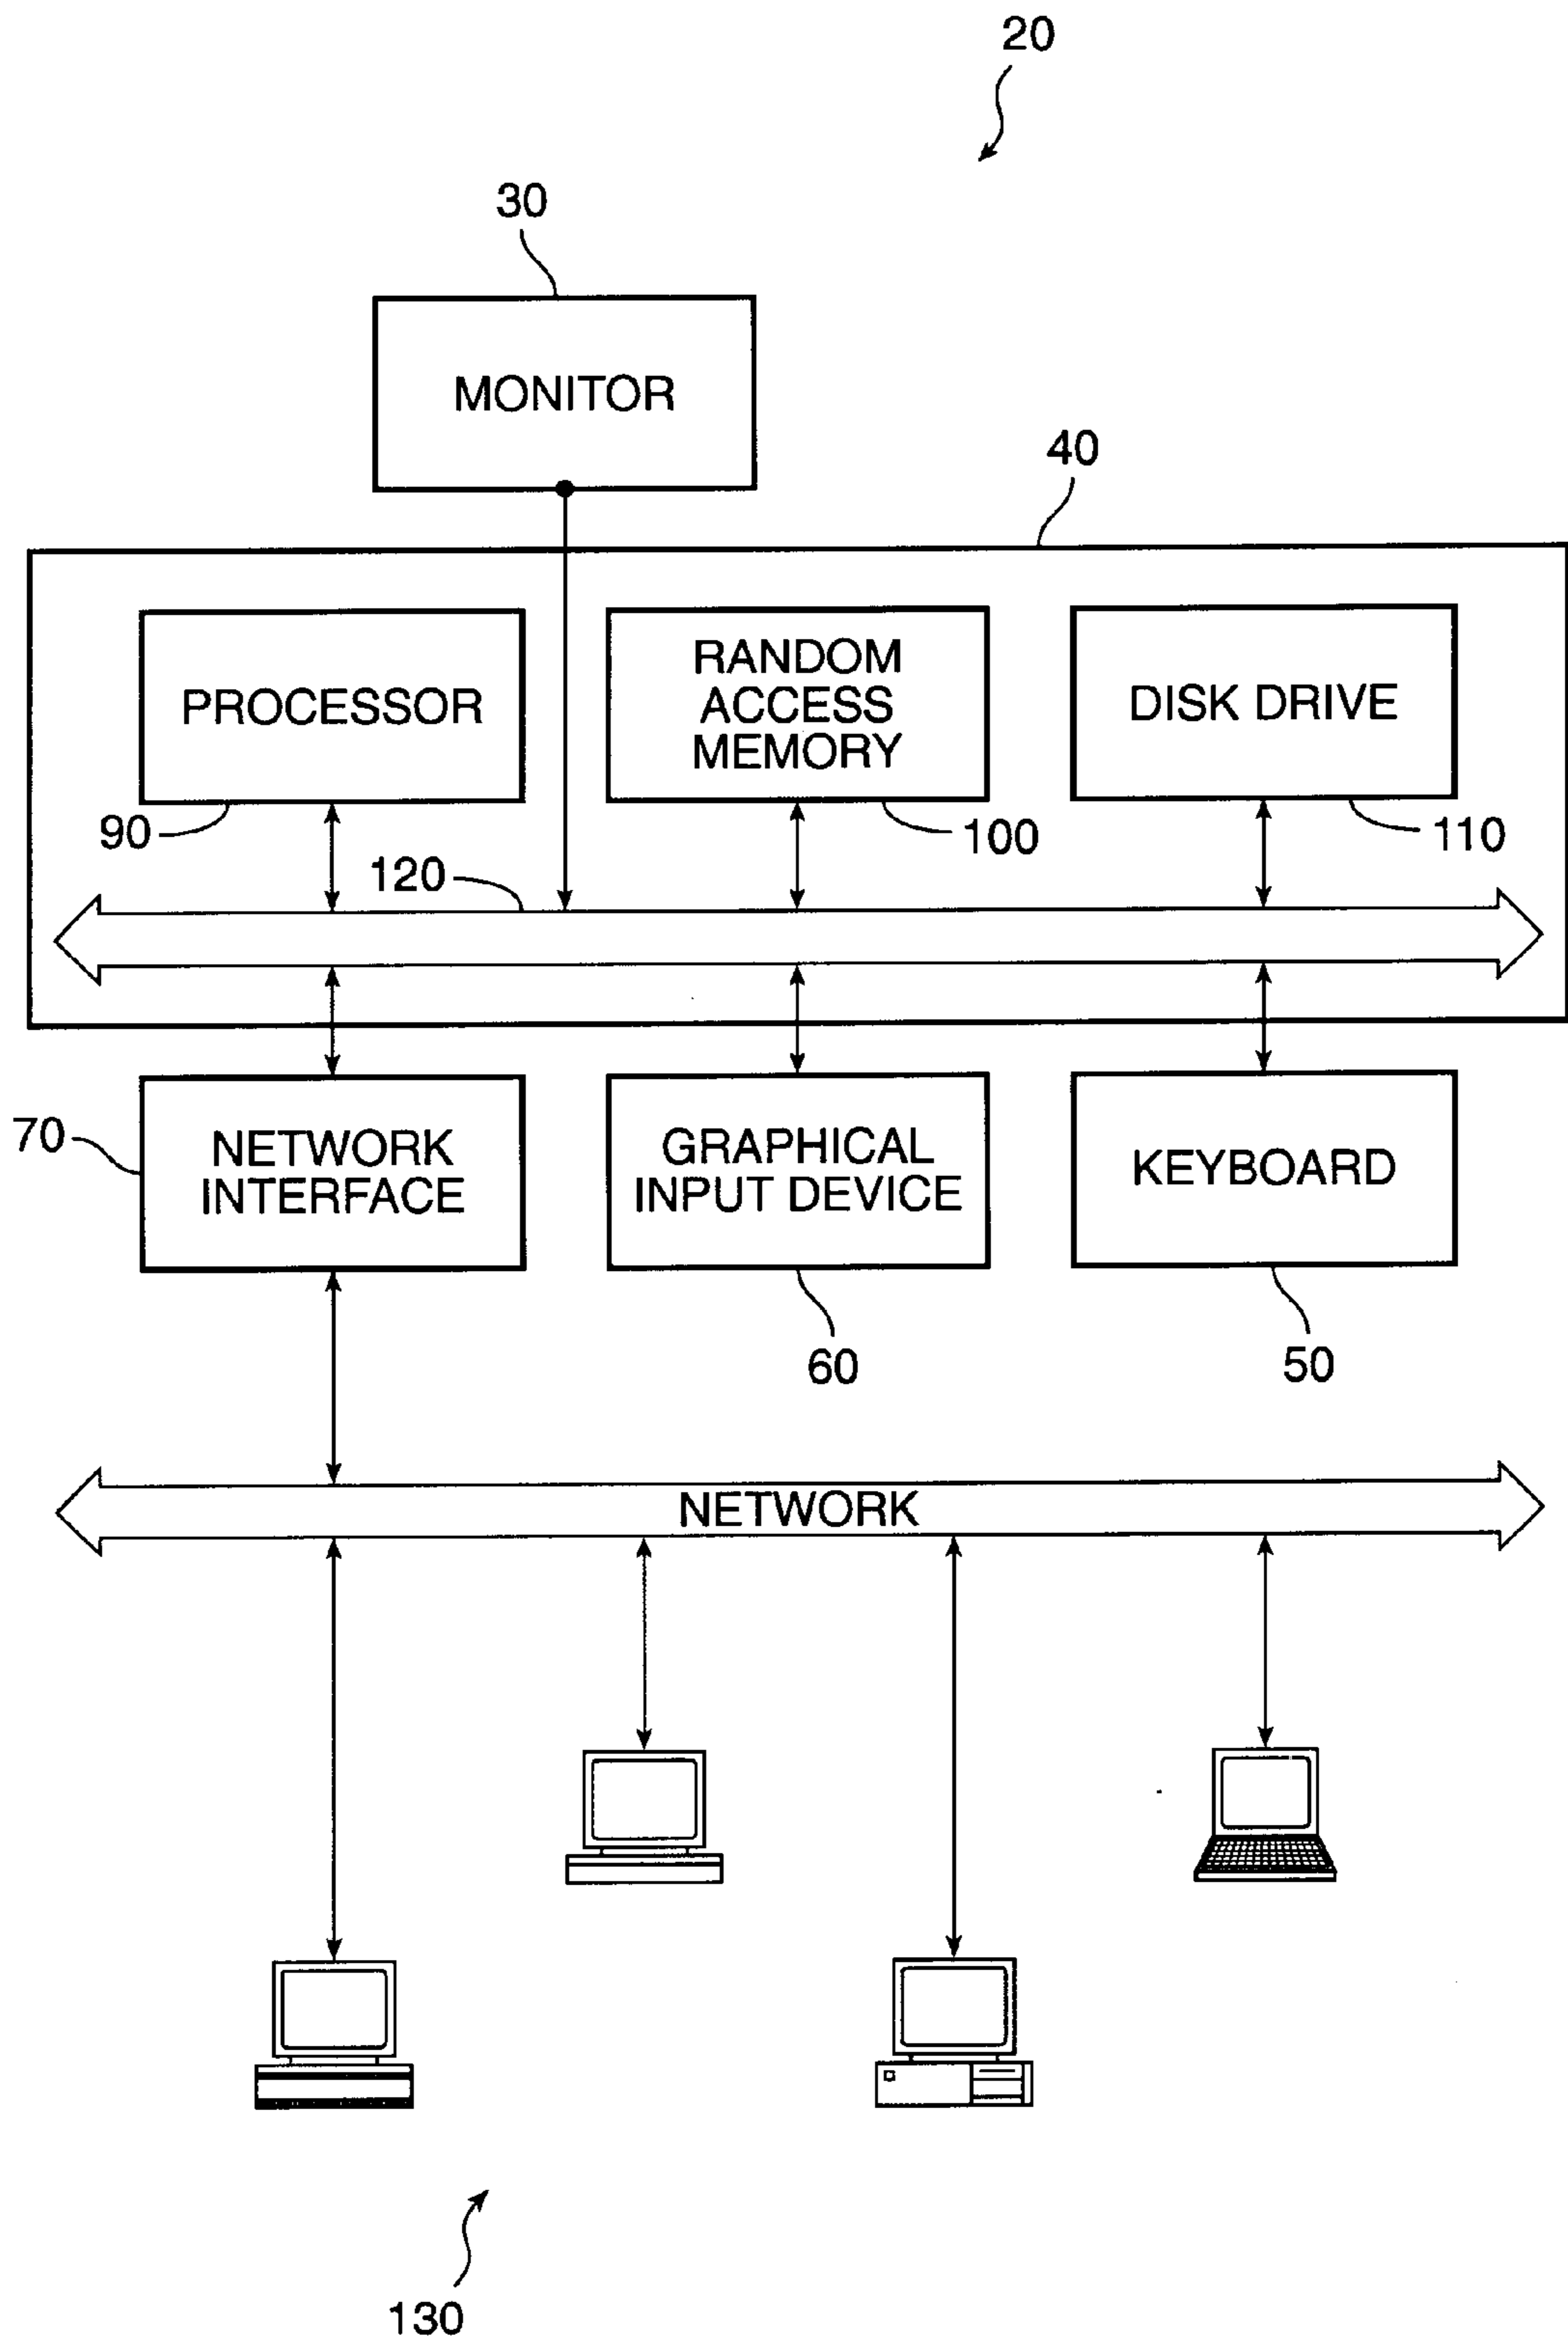 20
30
MONITOR
40
PROCESSOR
RANDOM
ACCESS
MEMORY
DISK DRIVE
90
100
110
120
70
NETWORK
INTERFACE
GRAPHICAL
INPUT DEVICE
KEYBOARD
60
50
NETWORK
130